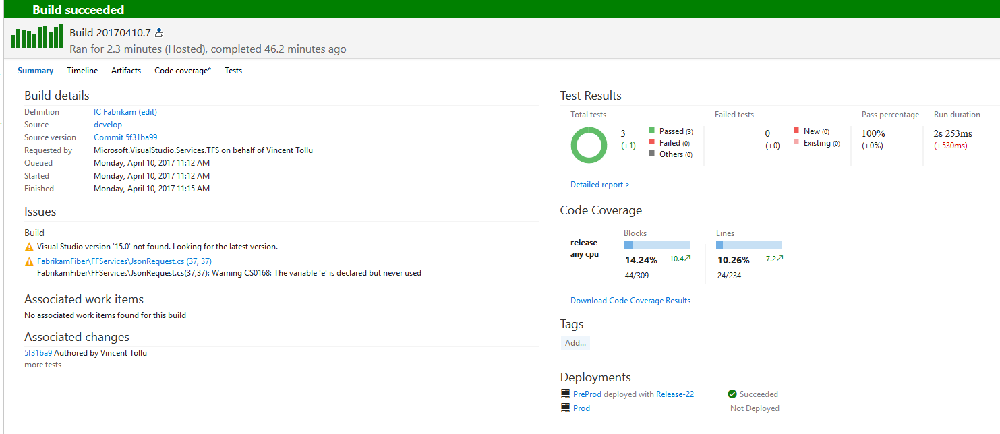 Build succeeded
Build 20170410.7
Ran for 2.3 minutes (Hosted), completed 46.2 minutes ago
Summary Timeline Artifacts Code coverage* Tests
Build details
Definition IC Fabrikam (edit)
Source develop
Source version Commit 5f31ba99
Requested by Microsoft.VisualStudio.Services.TFS on behalf of Vincent Tollu
Queued Monday, April 10, 2017 11:12 AM
Started Monday, April 10, 2017 11:12 AM
Finished Monday, April 10, 2017 11:15 AM
Issues
Build
Visual Studio version '15.0' not found. Looking for the latest version.
FabrikamFiber\FFServices\JsonRequest.cs (37, 37)
FabrikamFiber\FFServices\JsonRequest.cs(37,37): Warning CS0168: The variable 'e' is declared but never used
Associated work items
No associated work items found for this build
Associated changes
5f31ba9 Authored by Vincent Tollu
more tests
Test Results
Total tests Failed tests Pass percentage Run duration
3 Passed (3) 0 New (0) 100% 2s 253ms
(+1) Failed (0) (+0) Existing (0) (+0%) (+530ms)
Others (0)
Detailed report >
Code Coverage
Blocks Lines
release
any cpu
14.24% 10.4 10.26% 7.2
44/309 24/234
Download Code Coverage Results
Tags
Add...
Deployments
PreProd deployed with Release-22 Succeeded
Prod Not Deployed